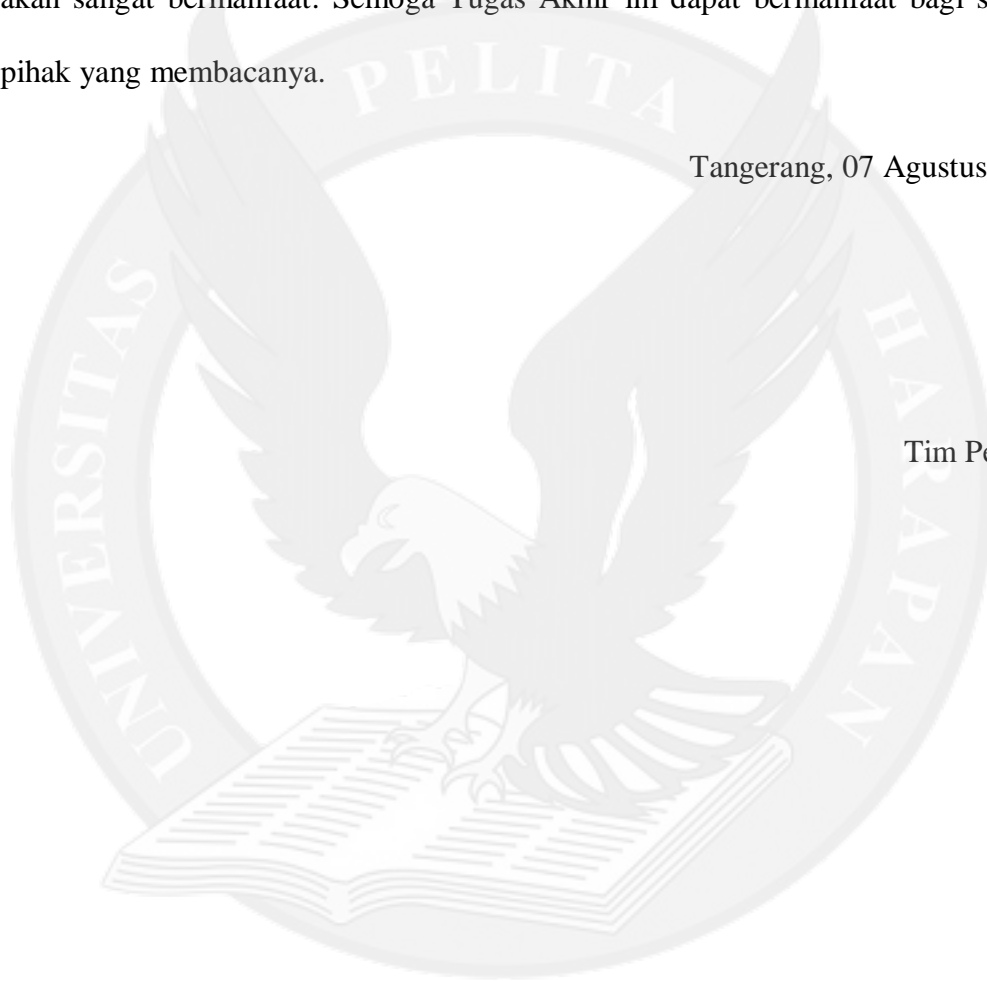 akan sangat bermanfaat. Semoga Tugas Akhir ini dapat bermanfaat bagi s
pihak yang membacanya.
Tangerang, 07 Agustus
Tim Pe
UNIVERSITAS PELITA HARAPAN